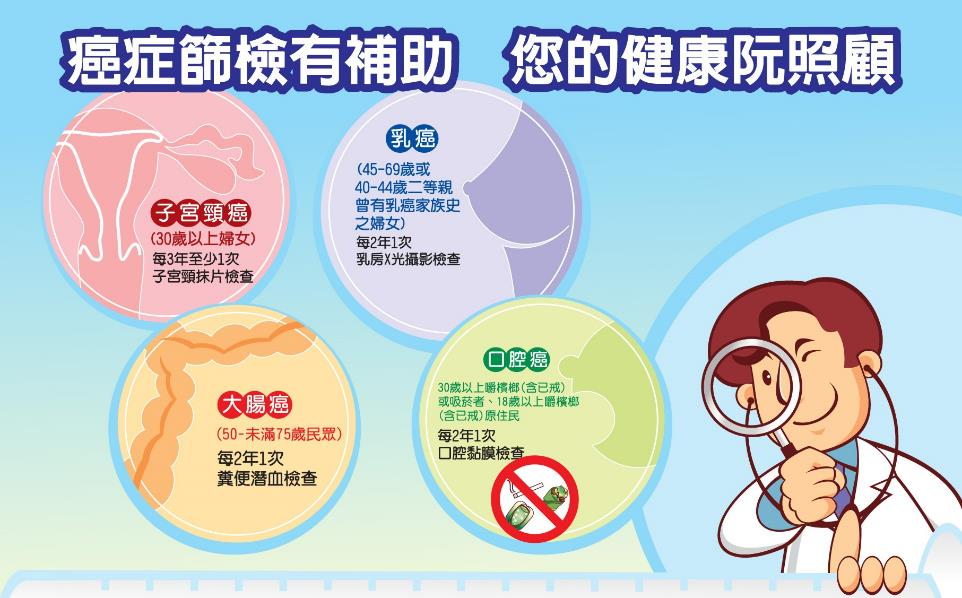 癌症篩檢有補助 您的健康阮照顧
子宮頸癌
(30歲以上婦女)
每3年至少1次
子宮頸抹片檢查
乳癌
(45-69歲或
40-44歲二等親
曾有乳癌家族史
之婦女)
每2年1次
乳房X光攝影檢查
大腸癌
(50-未滿75歲民眾)
每2年1次
糞便潛血檢查
口腔癌
30歲以上嚼檳榔(含已戒)
或吸菸者、18歲以上嚼檳榔
(含已戒)原住民
每2年1次
口腔黏膜檢查